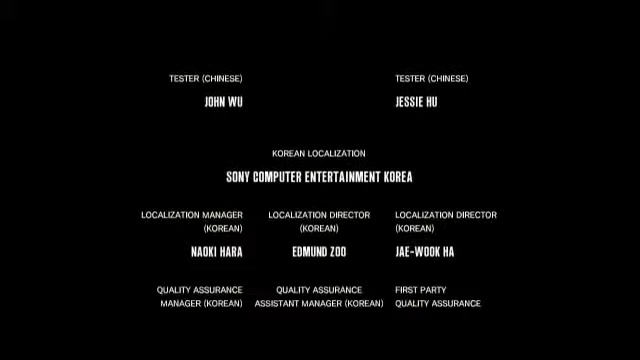 TESTER (CHINESE)
JOHN WU
TESTER (CHINESE)
JESSIE HU
KOREAN LOCALIZATION
SONY COMPUTER ENTERTAINMENT KOREA
LOCALIZATION MANAGER
(KOREAN)
NAOKI HARA
LOCALIZATION DIRECTOR
(KOREAN)
EDMUND ZOO
LOCALIZATION DIRECTOR
(KOREAN)
JAE-WOOK HA
QUALITY ASSURANCE
MANAGER (KOREAN)
QUALITY ASSURANCE
ASSISTANT MANAGER (KOREAN)
FIRST PARTY
QUALITY ASSURANCE